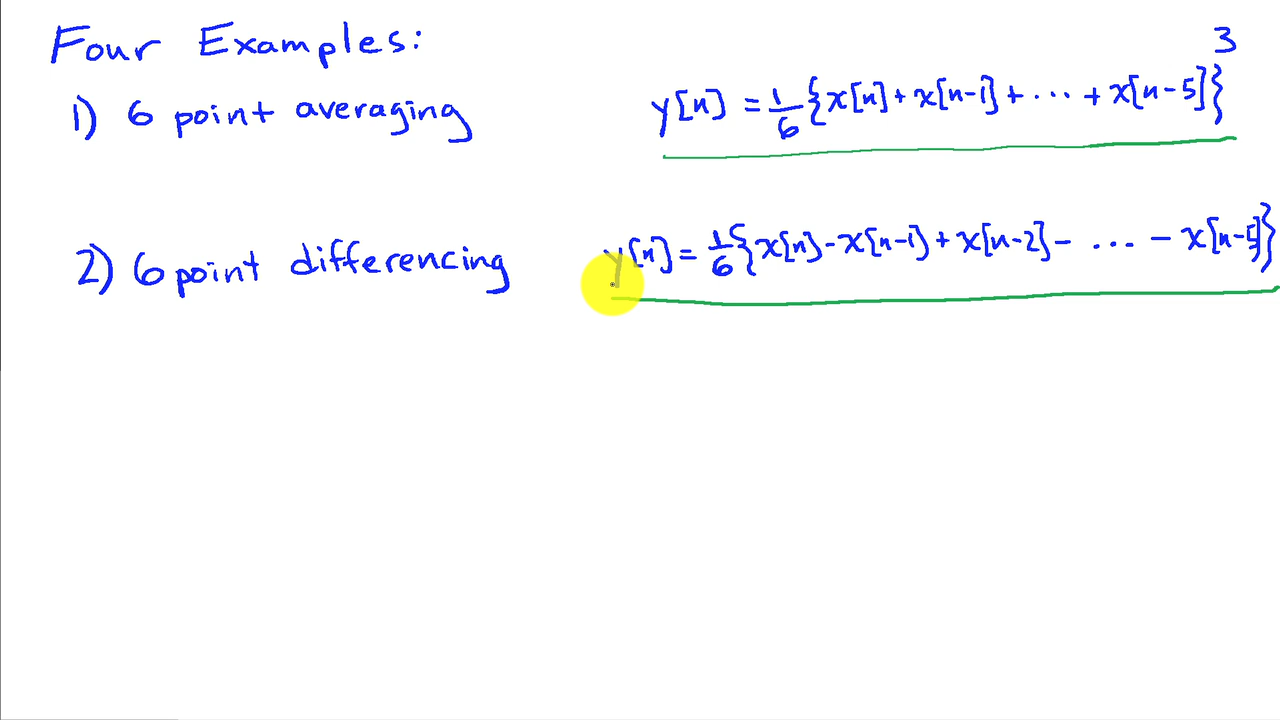 Four Examples:
3
1) 6 point averaging y[n] = 1/6 {x[n] + x[n-1] + ... + x[n-5]}
2) 6 point differencing y[n] = 1/6 {x[n] - x[n-1] + x[n-2] - ... - x[n-5]}